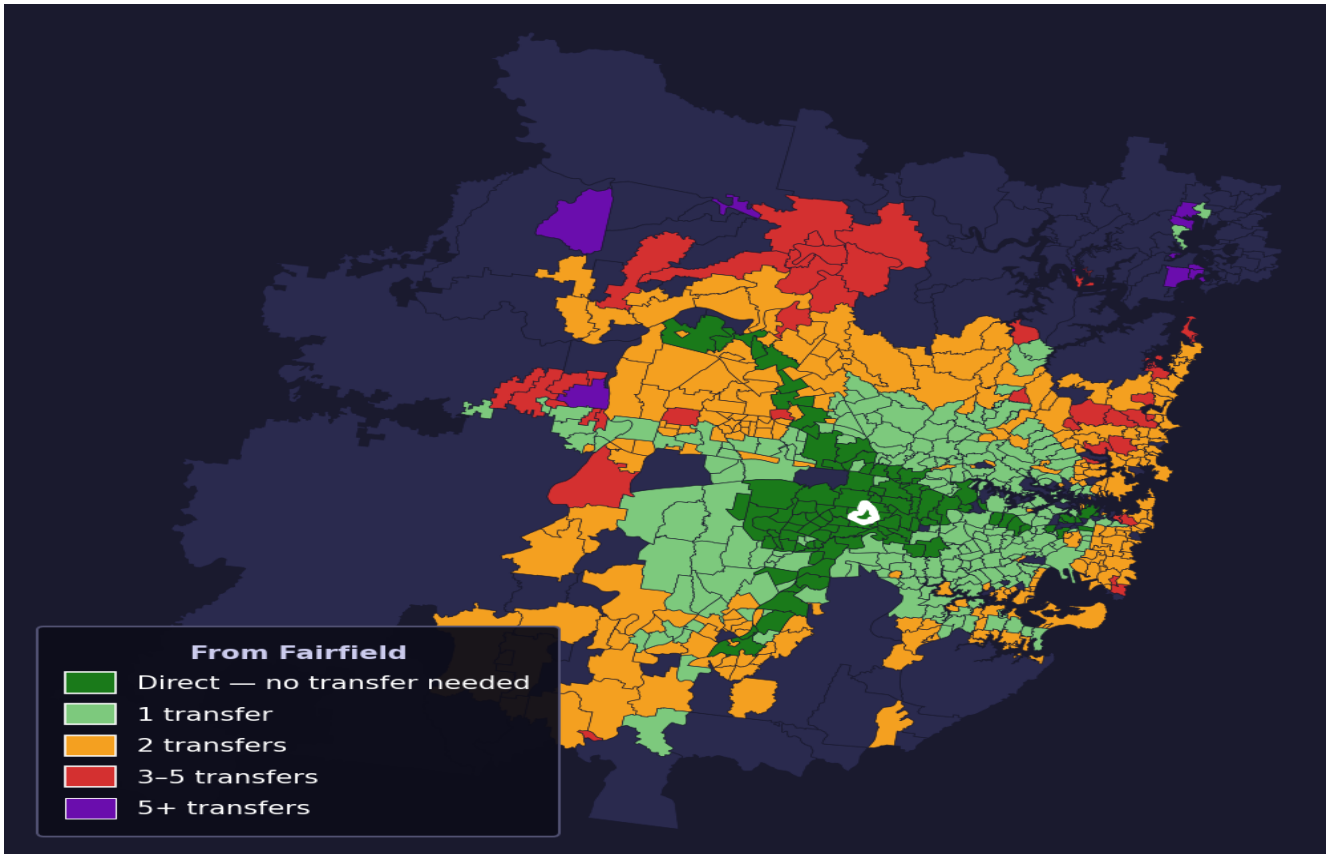 From Fairfield
Direct — no transfer needed
1 transfer
2 transfers
3–5 transfers
5+ transfers